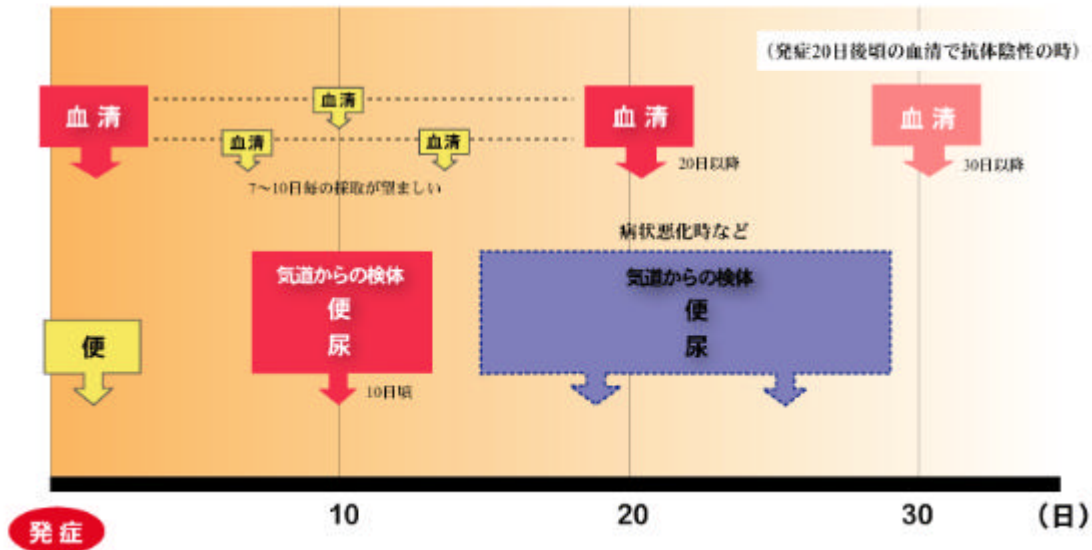 （発症20日後頃の血清で抗体陰性の時）
血清
血清
血清
血清
血清
血清
20日以降
30日以降
7～10日毎の採取が望ましい
病状悪化時など
気道からの検体
便
尿
気道からの検体
便
尿
便
10日頃
10
20
30
（日）
発症